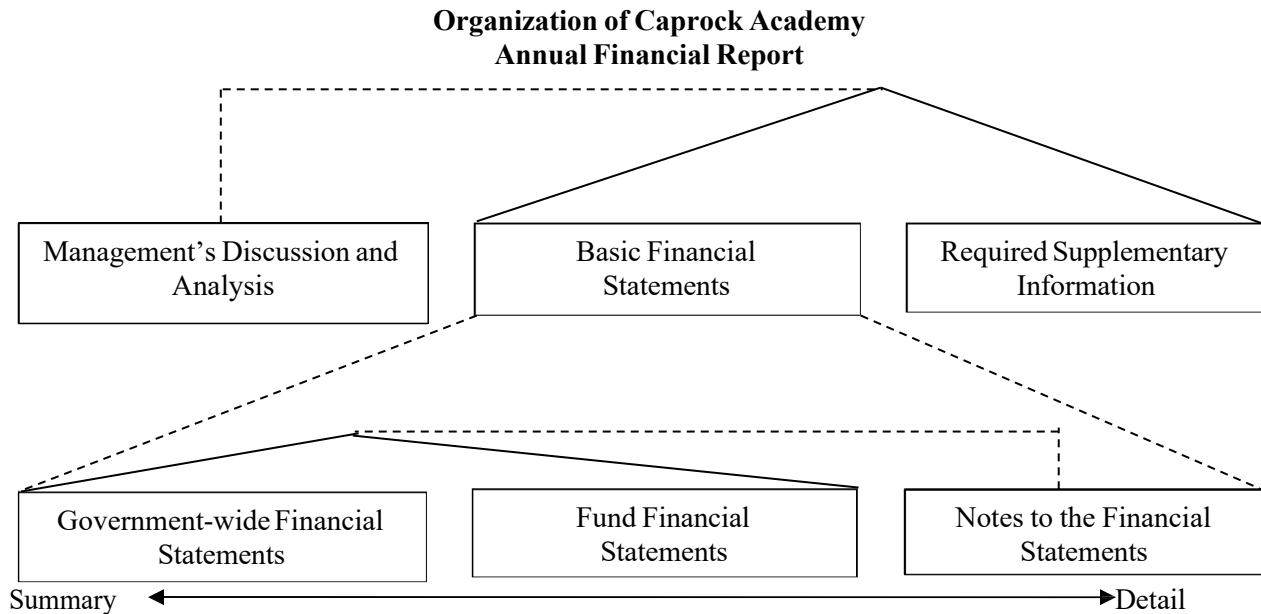 Organization of Caprock Academy
Annual Financial Report
Management’s Discussion and
Analysis
Basic Financial
Statements
Required Supplementary
Information
Government-wide Financial
Statements
Fund Financial
Statements
Notes to the Financial
Statements
Summary
Detail